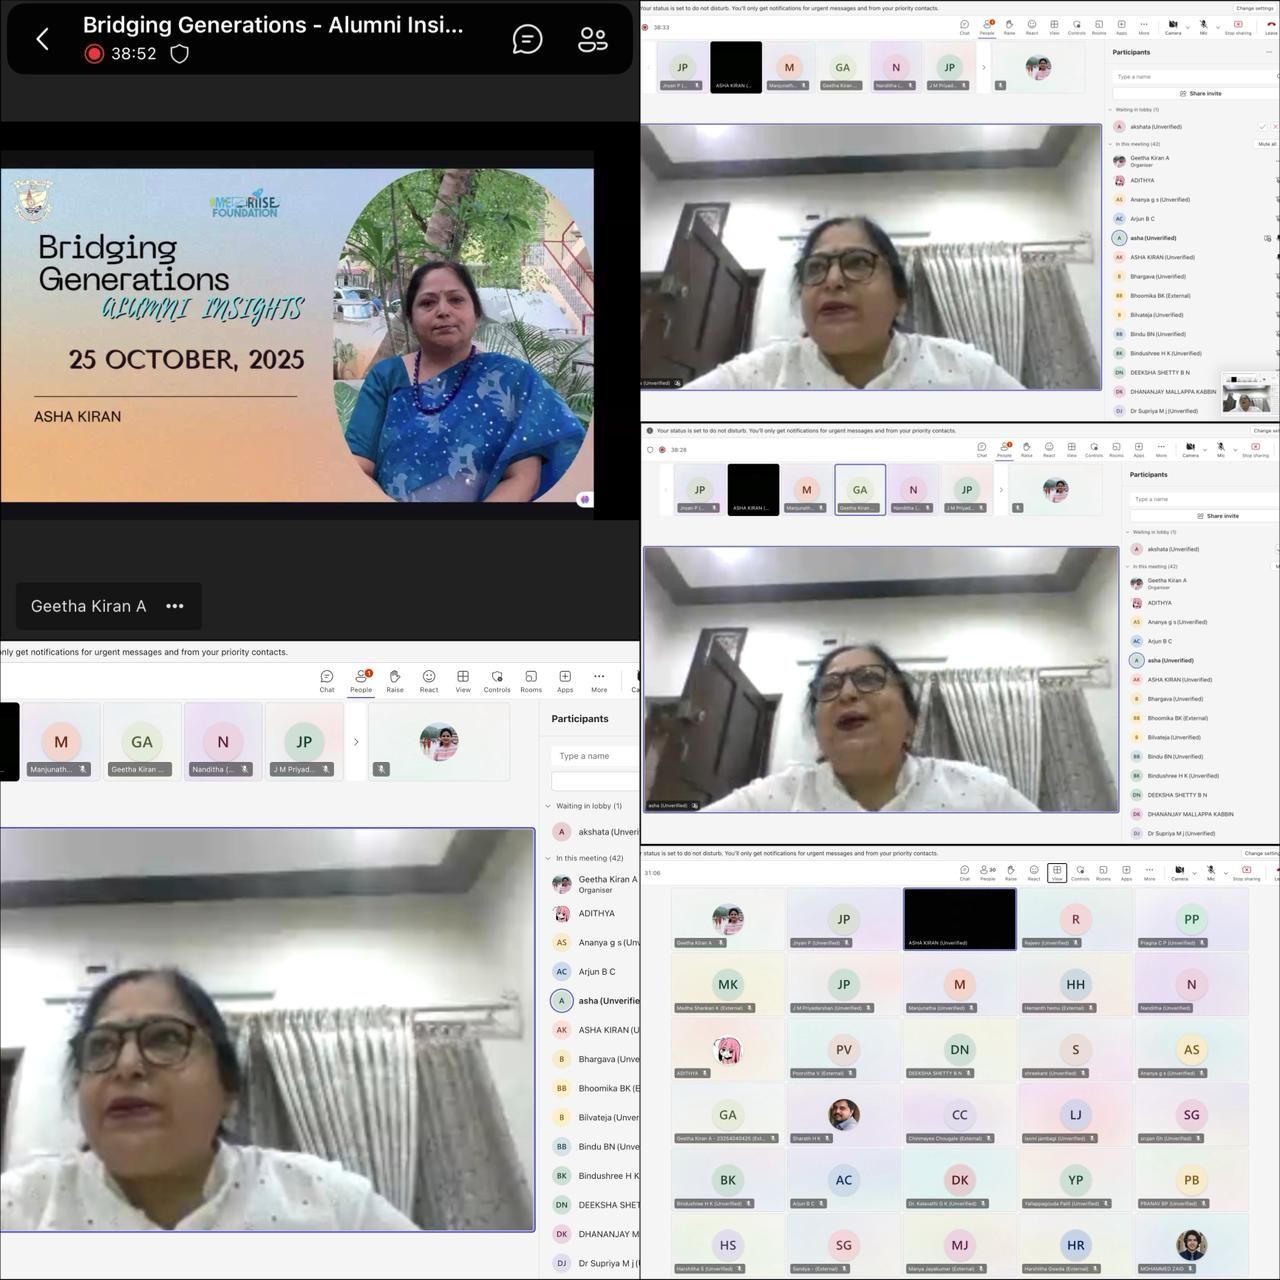 Bridging Generations - Alumni Insi...
38:52
ME RIISE
FOUNDATION
Bridging
Generations
ALUMNI INSIGHTS
25 OCTOBER, 2025
ASHA KIRAN
Geetha Kiran A
Your status is set to do not disturb. You'll only get notifications for urgent messages and from your priority contacts.
Change settings
38:33
Chat People Raise React View Controls Rooms Apps More Camera Mic Stop sharing Leave
JP M GA N JP
Jnyan P (... ASHA KIRAN (... Manjunath... Geetha Kiran... Nanditha (... J M Priyad...
Participants
Type a name
Share invite
Waiting in lobby (1)
A akshata (Unverified)
In this meeting (42)
Mute all
Geetha Kiran A
Organiser
ADITHYA
AS Ananya g s (Unverified)
AC Arjun B C
A asha (Unverified)
AK ASHA KIRAN (Unverified)
B Bhargava (Unverified)
BB Bhoomika BK (External)
B Bilvateja (Unverified)
BB Bindu BN (Unverified)
BK Bindushree H K (Unverified)
DN DEEKSHA SHETTY B N
DK DHANANJAY MALLAPPA KABBIN
DJ Dr Supriya M j (Unverified)
(Unverified)
Your status is set to do not disturb. You'll only get notifications for urgent messages and from your priority contacts.
Change set
38:28
Chat People Raise React View Controls Rooms Apps More Camera Mic Stop sharing
JP M GA N JP
Jnyan P (... ASHA KIRAN (... Manjunath... Geetha Kiran ... Nanditha (... J M Priyad...
Participants
Type a name
Share invite
Waiting in lobby (1)
A akshata (Unverified)
In this meeting (42)
Geetha Kiran A
Organiser
ADITHYA
AS Ananya g s (Unverified)
AC Arjun B C
A asha (Unverified)
AK ASHA KIRAN (Unverified)
B Bhargava (Unverified)
BB Bhoomika BK (External)
B Bilvateja (Unverified)
BB Bindu BN (Unverified)
BK Bindushree H K (Unverified)
DN DEEKSHA SHETTY B N
DK DHANANJAY MALLAPPA KABBIN
DJ Dr Supriya M j (Unverified)
asha (Unverified)
only get notifications for urgent messages and from your priority contacts.
1
Chat People Raise React View Controls Rooms Apps More Ca
M GA N JP
Manjunath... Geetha Kiran ... Nanditha (... J M Priyad...
Participants
Type a name
Waiting in lobby (1)
A akshata (Unveri
In this meeting (42)
Geetha Kiran A
Organiser
ADITHYA
AS Ananya g s (Unv
AC Arjun B C
A asha (Unverifie
AK ASHA KIRAN (U
B Bhargava (Unve
BB Bhoomika BK (E
B Bilvateja (Unver
BB Bindu BN (Unve
BK Bindushree H K
DN DEEKSHA SHET
DK DHANANJAY M
DJ Dr Supriya M j (
status is set to do not disturb. You'll only get notifications for urgent messages and from your priority contacts.
Change setting
31:06
Chat People 30 Raise React View Controls Rooms Apps More Camera Mic Stop sharing Le
JP R PP
Geetha Kiran A Jnyan P (Unverified) ASHA KIRAN (Unverified) Rajeev (Unverified) Pragna C P (Unverified)
MK JP M HH N
Medha Shankari K (External) J M Priyadarshan (Unverified) Manjunatha (Unverified) Hemanth hemu (External) Nanditha (Unverified)
PV DN S AS
ADITHYA Poorvitha V (External) DEEKSHA SHETTY B N shreekant (Unverified) Ananya g s (Unverified)
GA CC LJ SG
Geetha Kiran A - 23264040425 (Ext... Sharath H K Chinmayee Chougale (External) laxmi jambagi (Unverified) srijan Gh (Unverified)
BK AC DK YP PB
Bindushree H K (Unverified) Arjun B C Dr. Kalavathi G K (Unverified) Yallappagouda Patil (Unverified) PRANAV BP (Unverified)
HS SG MJ HR
Harshitha S (Unverified) Sandya - (External) Manya Jayakumar (External) Harshitha Gowda (External) MOHAMMED ZAID